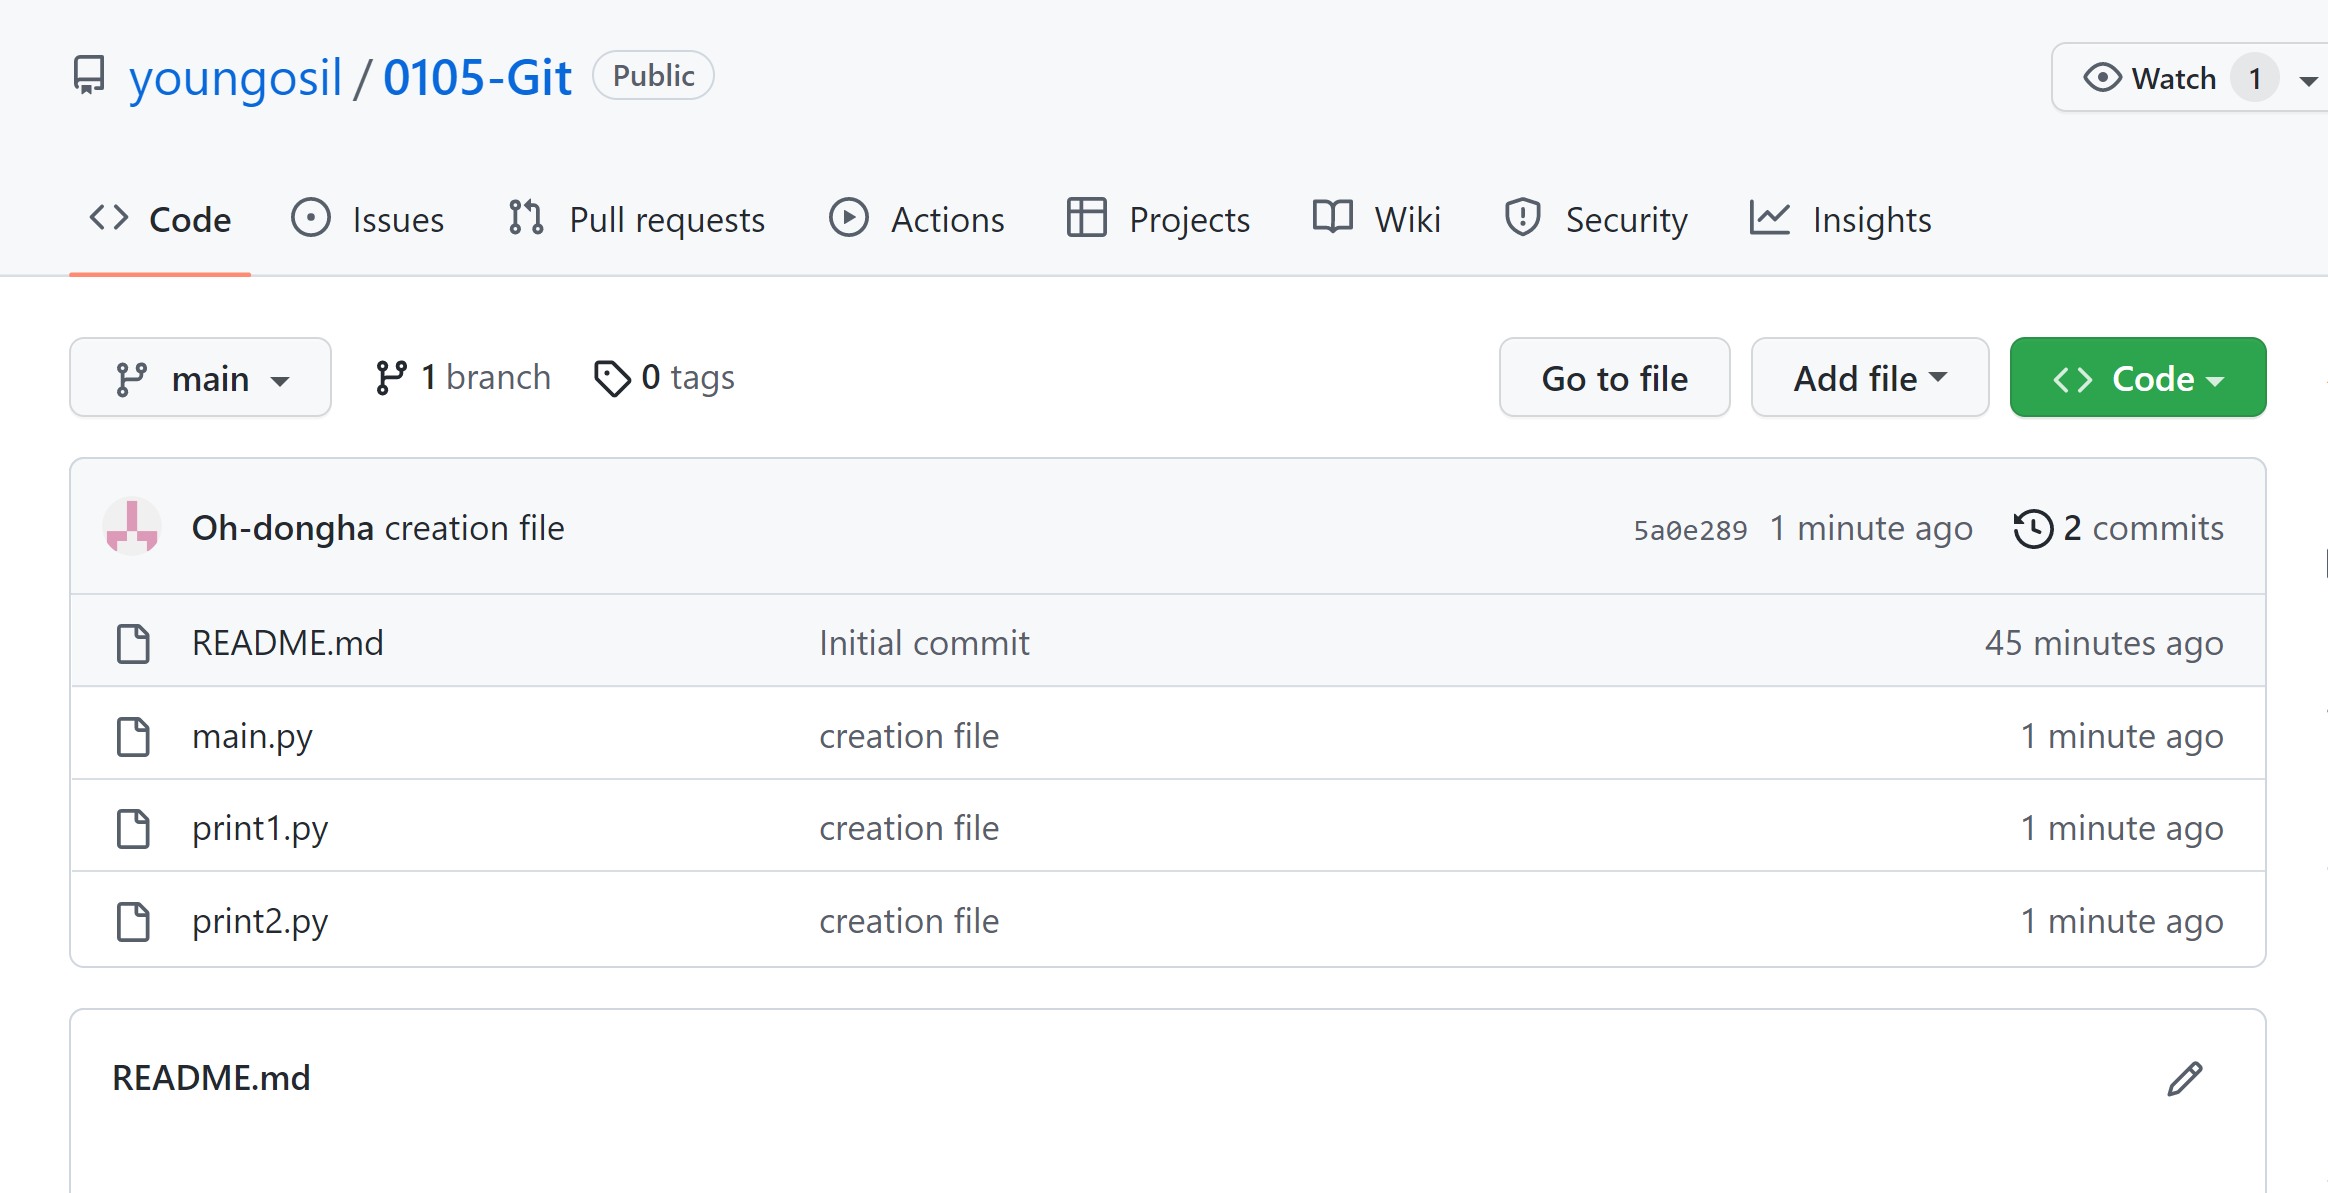 youngosil / 0105-Git Public Watch 1
Code Issues Pull requests Actions Projects Wiki Security Insights
main 1 branch 0 tags Go to file Add file Code
Oh-dongha creation file 5a0e289 1 minute ago 2 commits
README.md Initial commit 45 minutes ago
main.py creation file 1 minute ago
print1.py creation file 1 minute ago
print2.py creation file 1 minute ago
README.md